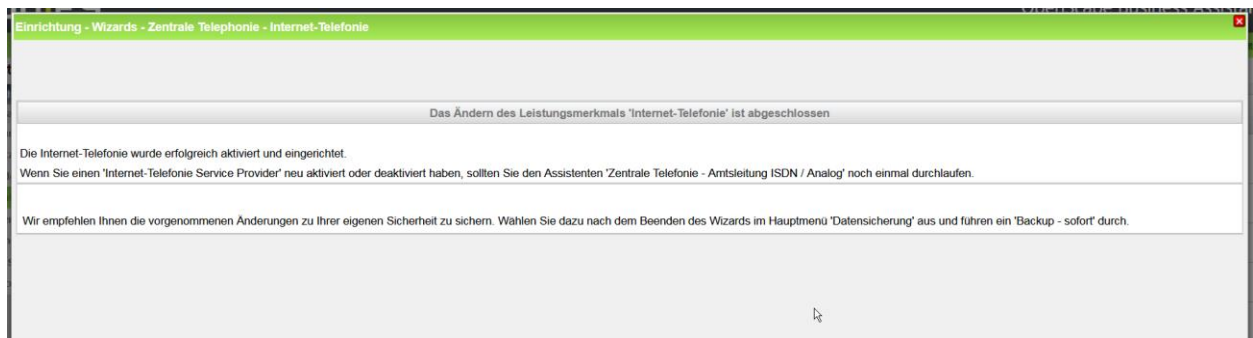 Einrichtung - Wizards - Zentrale Telephonie - Internet-Telefonie
Das Ändern des Leistungsmerkmals 'Internet-Telefonie' ist abgeschlossen
Die Internet-Telefonie wurde erfolgreich aktiviert und eingerichtet.
Wenn Sie einen 'Internet-Telefonie Service Provider' neu aktiviert oder deaktiviert haben, sollten Sie den Assistenten 'Zentrale Telefonie - Amtsleitung ISDN / Analog' noch einmal durchlaufen.
Wir empfehlen Ihnen die vorgenommenen Änderungen zu Ihrer eigenen Sicherheit zu sichern. Wählen Sie dazu nach dem Beenden des Wizards im Hauptmenü 'Datensicherung' aus und führen ein 'Backup - sofort' durch.